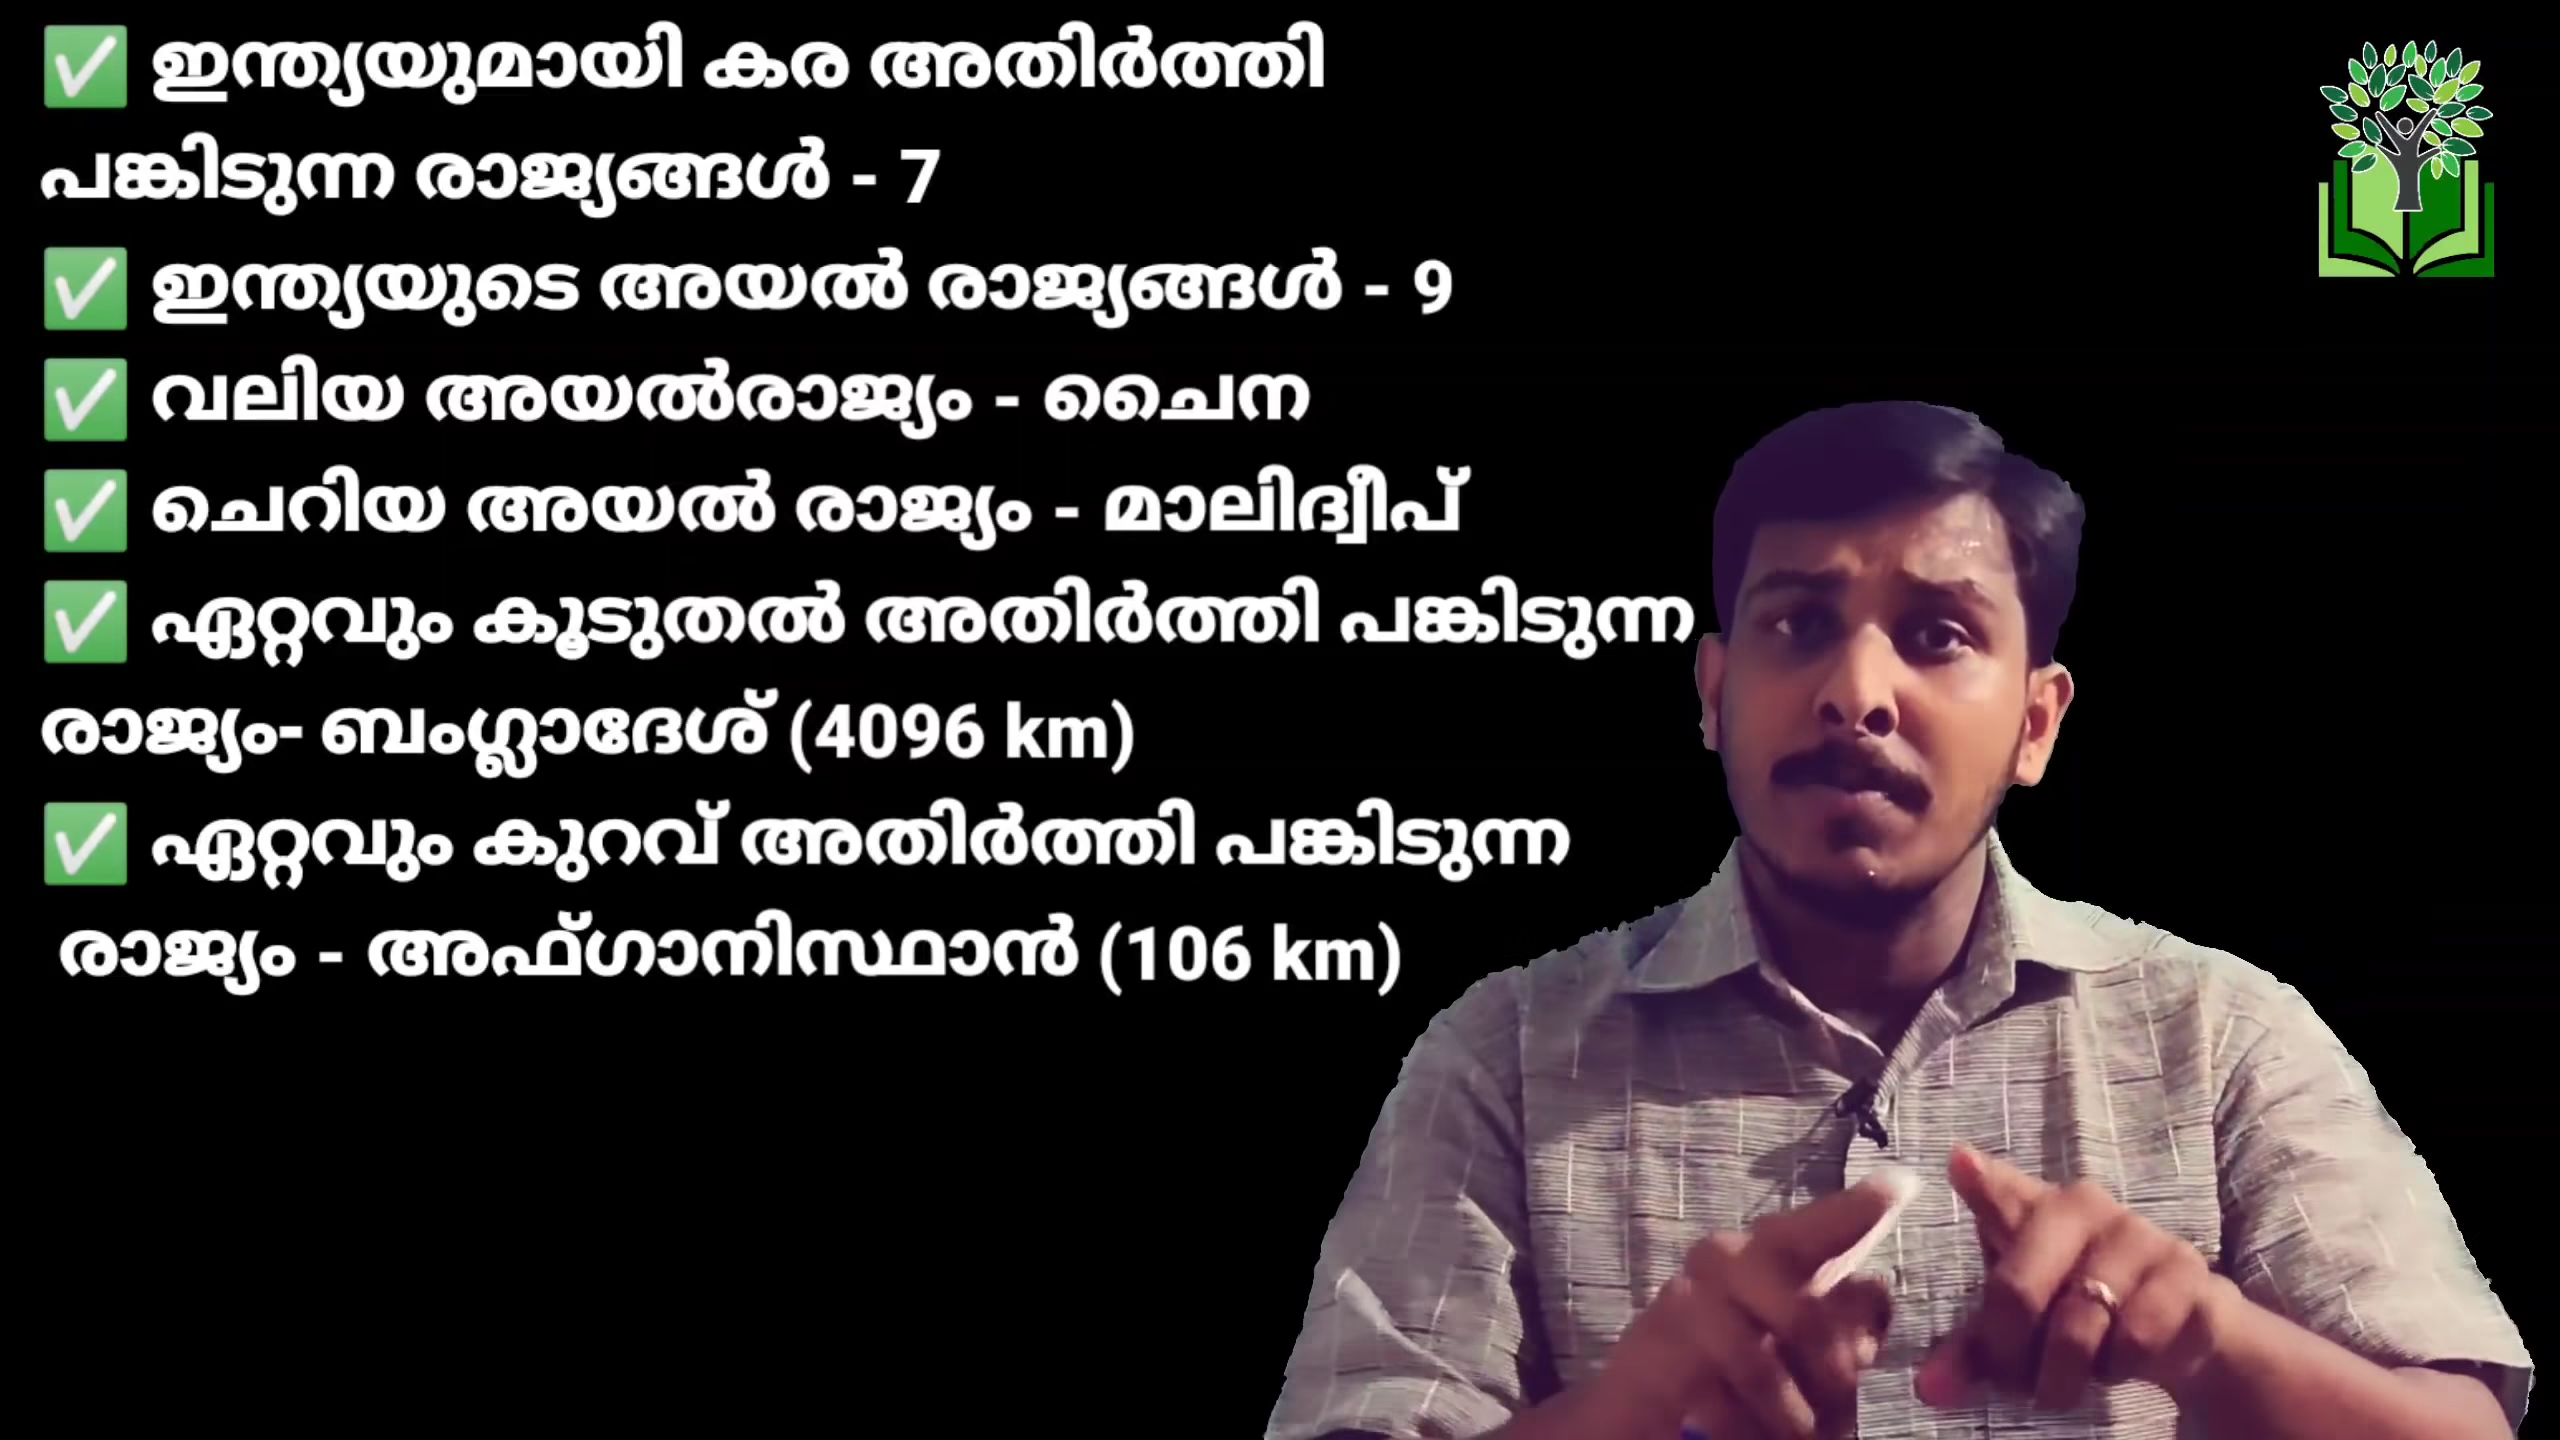 ✅ ഇന്ത്യയുമായി കര അതിർത്തി
പങ്കിടുന്ന രാജ്യങ്ങൾ - 7
✅ ഇന്ത്യയുടെ അയൽ രാജ്യങ്ങൾ - 9
✅ വലിയ അയൽരാജ്യം - ചൈന
✅ ചെറിയ അയൽ രാജ്യം - മാലിദ്വീപ്
✅ ഏറ്റവും കൂടുതൽ അതിർത്തി പങ്കിടുന്ന
രാജ്യം- ബംഗ്ലാദേശ് (4096 km)
✅ ഏറ്റവും കുറവ് അതിർത്തി പങ്കിടുന്ന
രാജ്യം - അഫ്ഗാനിസ്ഥാൻ (106 km)